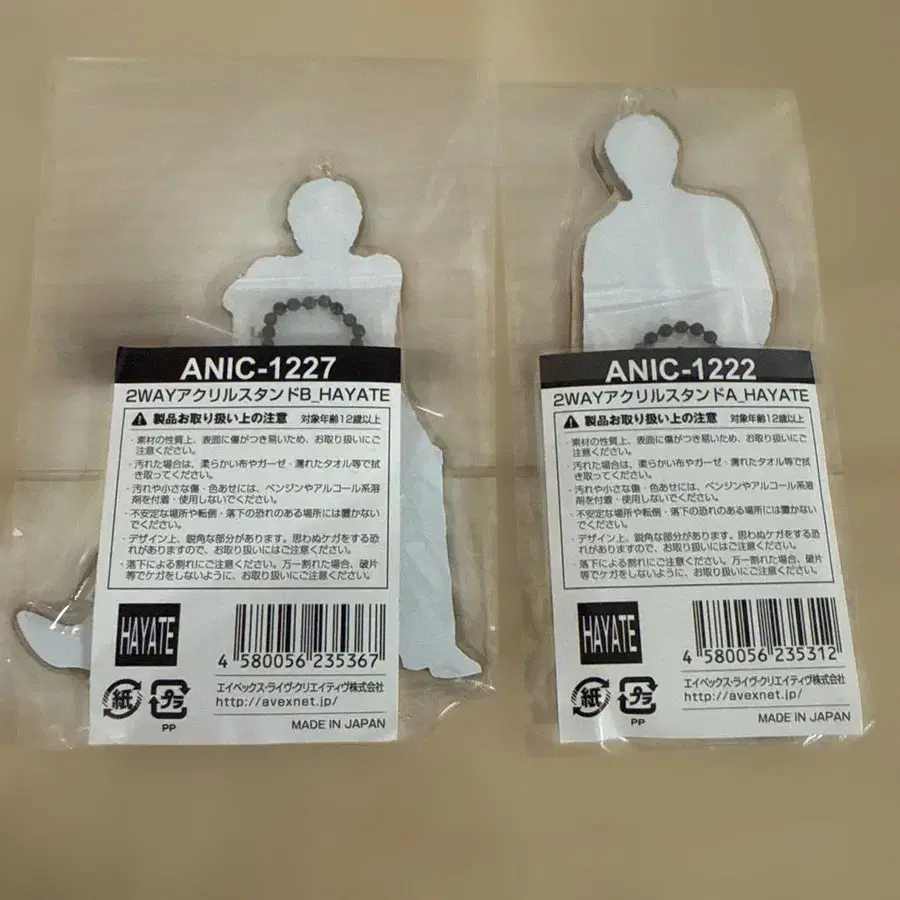 ANIC-1227
2WAYアクリルスタンドB_HAYATE
製品お取り扱い上の注意 対象年齢12歳以上
・素材の性質上、表面に傷がつき易いため、お取り扱いにご
注意ください。
・汚れた場合は、柔らかい布やガーゼ・濡れたタオル等で拭
き取ってください。
・汚れや小さな傷・色あせには、ベンジンやアルコール系溶
剤を付着・使用しないでください。
・不安定な場所や転倒・落下の恐れのある場所には置かない
でください。
・デザイン上、鋭角な部分があります。思わぬケガをする恐
れがありますので、お取り扱いにはご注意ください。
・落下による割れにご注意ください。万一割れた場合、破片
等でケガをしないように、お取り扱いください。
HAYATE
4 580056 235367
紙
プラ
PP
エイベックス・ライヴ・クリエイティヴ株式会社
http://avexnet.jp/
MADE IN JAPAN
ANIC-1222
2WAYアクリルスタンドA_HAYATE
製品お取り扱い上の注意 対象年齢12歳以上
・素材の性質上、表面に傷がつき易いため、お取り扱いにご
注意ください。
・汚れた場合は、柔らかい布やガーゼ・濡れたタオル等で拭
き取ってください。
・汚れや小さな傷・色あせには、ベンジンやアルコール系溶
剤を付着・使用しないでください。
・不安定な場所や転倒・落下の恐れのある場所には置かない
でください。
・デザイン上、鋭角な部分があります。思わぬケガをする恐
れがありますので、お取り扱いにはご注意ください。
・落下による割れにご注意ください。万一割れた場合、破片
等でケガをしないように、お取り扱いください。
HAYATE
4 580056 235312
紙
プラ
PP
エイベックス・ライヴ・クリエイティヴ株式会社
http://avexnet.jp/
MADE IN JAPAN